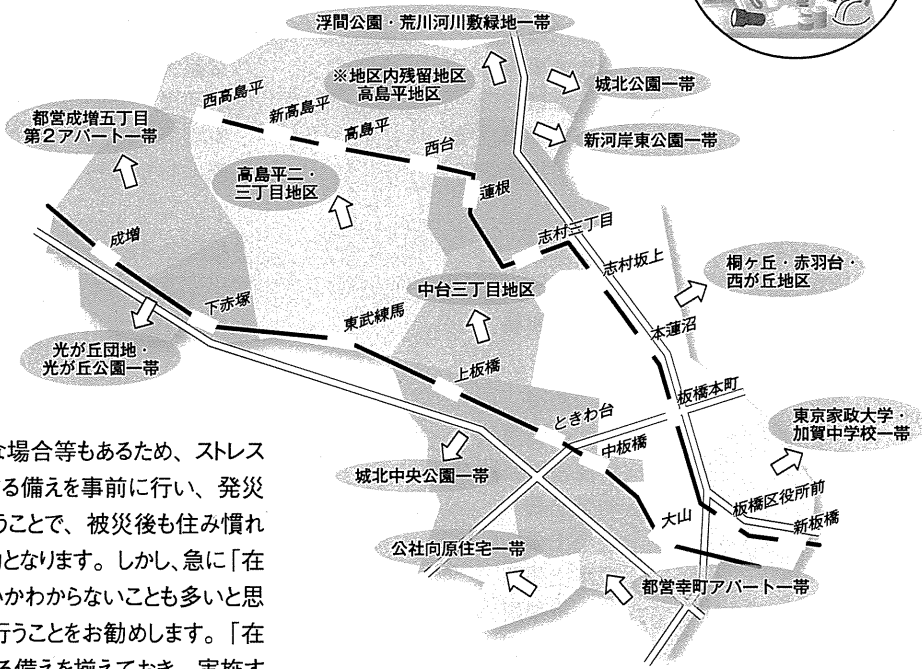 浮間公園・荒川河川敷緑地一帯
※地区内残留地区
高島平地区
城北公園一帯
西高島平
新高島平
高島平
西台
都営成増五丁目
第2アパート一帯
新河岸東公園一帯
高島平二・
三丁目地区
蓮根
志村三丁目
成増
志村坂上
桐ヶ丘・赤羽台・
西が丘地区
中台三丁目地区
下赤塚
東武練馬
本蓮沼
光が丘団地・
光が丘公園一帯
上板橋
板橋本町
ときわ台
東京家政大学・
加賀中学校一帯
中板橋
城北中央公園一帯
大山
板橋区役所前
新板橋
公社向原住宅一帯
都営幸町アパート一帯
な場合等もあるため、ストレス
る備えを事前に行い、発災
うことで、被災後も住み慣れ
となります。しかし、急に「在
かわからないことも多いと思
行うことをお勧めします。「在
る備えを揃えておき、実施す